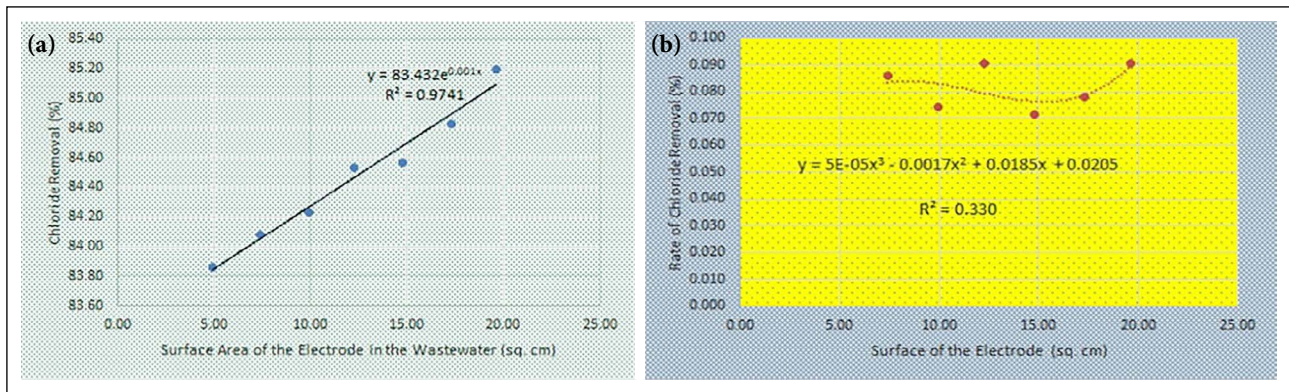 (a)
85.40
85.20
85.00
84.80
84.60
84.40
84.20
84.00
83.80
83.60
Chloride Removal (%)
y = 83.432e^0.001x
R² = 0.9741
0.00 5.00 10.00 15.00 20.00 25.00
Surface Area of the Electrode in the Wastewater (sq. cm)
(b)
0.100
0.090
0.080
0.070
0.060
0.050
0.040
0.030
0.020
0.010
0.000
Rate of Chloride Removal (%)
y = 5E-05x³ - 0.0017x² + 0.0185x + 0.0205
R² = 0.330
0.00 5.00 10.00 15.00 20.00 25.00
Surface of the Electrode (sq. cm)